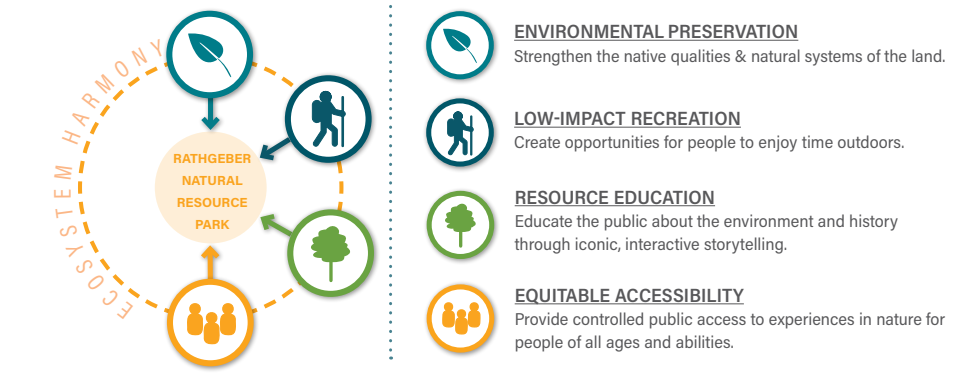 ECOSYSTEM HARMONY
RATHGEBER
NATURAL
RESOURCE
PARK
ENVIRONMENTAL PRESERVATION
Strengthen the native qualities & natural systems of the land.
LOW-IMPACT RECREATION
Create opportunities for people to enjoy time outdoors.
RESOURCE EDUCATION
Educate the public about the environment and history
through iconic, interactive storytelling.
EQUITABLE ACCESSIBILITY
Provide controlled public access to experiences in nature for
people of all ages and abilities.